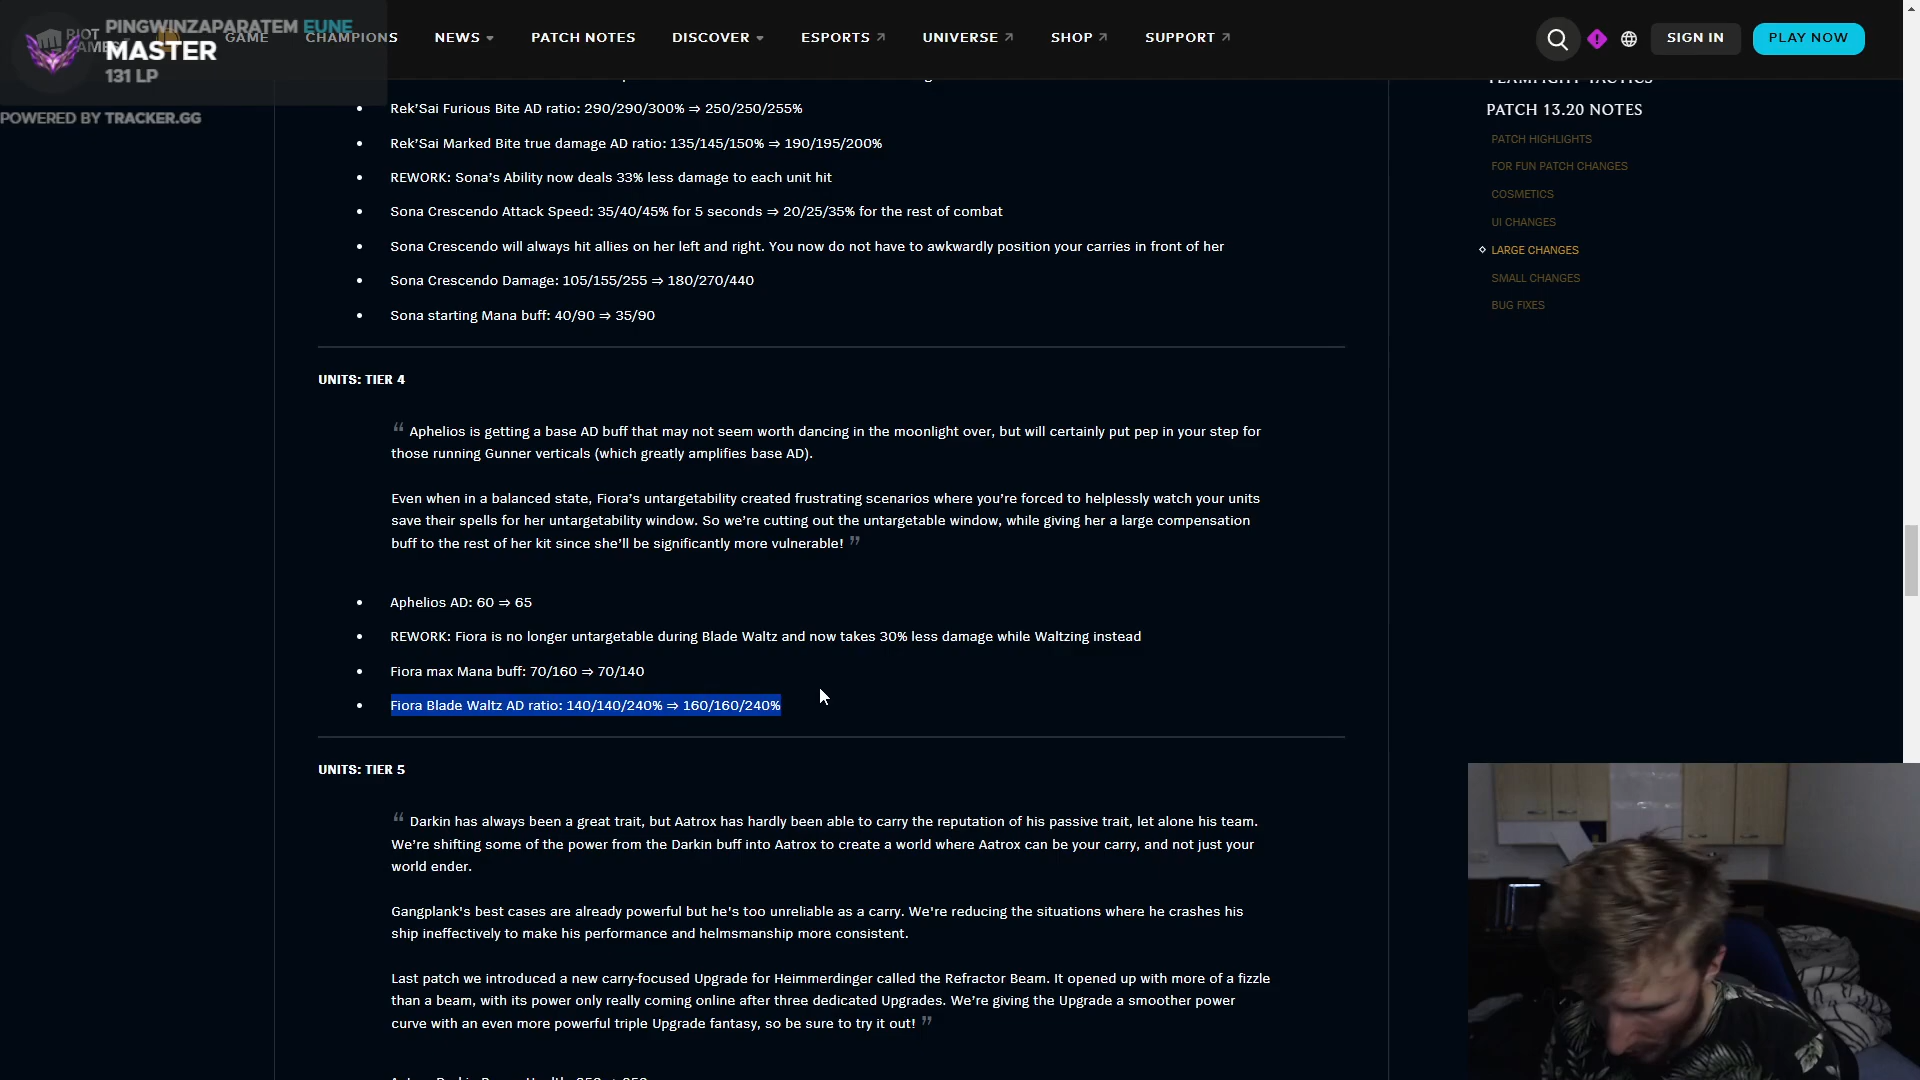 PINGWINZAPARATEM EUNE
MASTER
131 LP
POWERED BY TRACKER.GG
RIOT GAMES
GAME CHAMPIONS NEWS PATCH NOTES DISCOVER ESPORTS UNIVERSE SHOP SUPPORT SIGN IN PLAY NOW
• Rek’Sai Furious Bite AD ratio: 290/290/300% ⇒ 250/250/255%
• Rek’Sai Marked Bite true damage AD ratio: 135/145/150% ⇒ 190/195/200%
• REWORK: Sona’s Ability now deals 33% less damage to each unit hit
• Sona Crescendo Attack Speed: 35/40/45% for 5 seconds ⇒ 20/25/35% for the rest of combat
• Sona Crescendo will always hit allies on her left and right. You now do not have to awkwardly position your carries in front of her
• Sona Crescendo Damage: 105/155/255 ⇒ 180/270/440
• Sona starting Mana buff: 40/90 ⇒ 35/90
UNITS: TIER 4
“ Aphelios is getting a base AD buff that may not seem worth dancing in the moonlight over, but will certainly put pep in your step for
those running Gunner verticals (which greatly amplifies base AD).
Even when in a balanced state, Fiora’s untargetability created frustrating scenarios where you’re forced to helplessly watch your units
save their spells for her untargetability window. So we’re cutting out the untargetable window, while giving her a large compensation
buff to the rest of her kit since she’ll be significantly more vulnerable! ”
• Aphelios AD: 60 ⇒ 65
• REWORK: Fiora is no longer untargetable during Blade Waltz and now takes 30% less damage while Waltzing instead
• Fiora max Mana buff: 70/160 ⇒ 70/140
• Fiora Blade Waltz AD ratio: 140/140/240% ⇒ 160/160/240%
UNITS: TIER 5
“ Darkin has always been a great trait, but Aatrox has hardly been able to carry the reputation of his passive trait, let alone his team.
We’re shifting some of the power from the Darkin buff into Aatrox to create a world where Aatrox can be your carry, and not just your
world ender.
Gangplank's best cases are already powerful but he's too unreliable as a carry. We're reducing the situations where he crashes his
ship ineffectively to make his performance and helmsmanship more consistent.
Last patch we introduced a new carry-focused Upgrade for Heimmerdinger called the Refractor Beam. It opened up with more of a fizzle
than a beam, with its power only really coming online after three dedicated Upgrades. We’re giving the Upgrade a smoother power
curve with an even more powerful triple Upgrade fantasy, so be sure to try it out! ”
TEAMFIGHT TACTICS
PATCH 13.20 NOTES
PATCH HIGHLIGHTS
FOR FUN PATCH CHANGES
COSMETICS
UI CHANGES
LARGE CHANGES
SMALL CHANGES
BUG FIXES